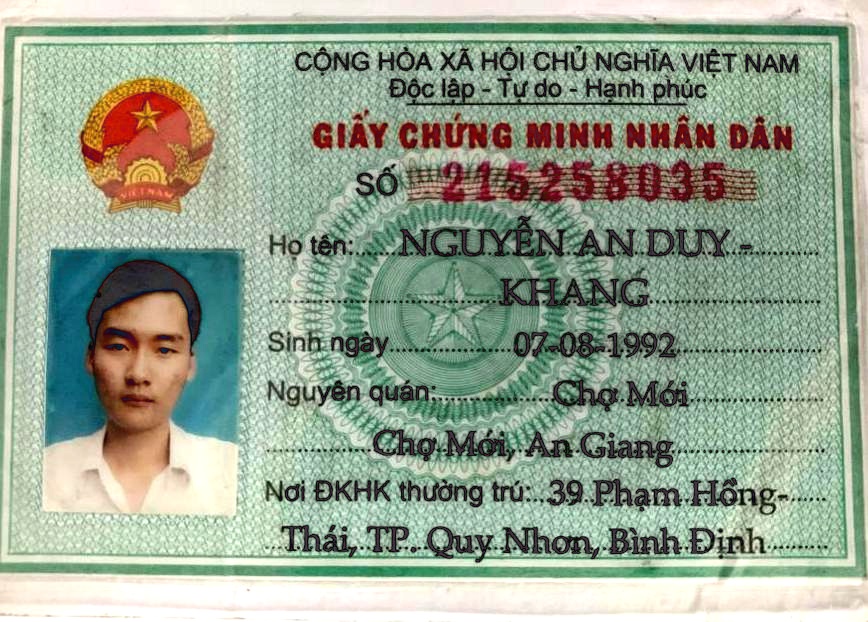 CỘNG HÒA XÃ HỘI CHỦ NGHĨA VIỆT NAM
Độc lập - Tự do - Hạnh phúc
GIẤY CHỨNG MINH NHÂN DÂN
SỐ 215258035
VIỆT NAM
Họ tên: NGUYỄN AN DUY -
KHANG
Sinh ngày 07-08-1992
Nguyên quán: Chợ Mới
Chợ Mới, An Giang
Nơi ĐKHK thường trú: 39 Phạm Hồng-
Thái, TP. Quy Nhơn, Bình Định